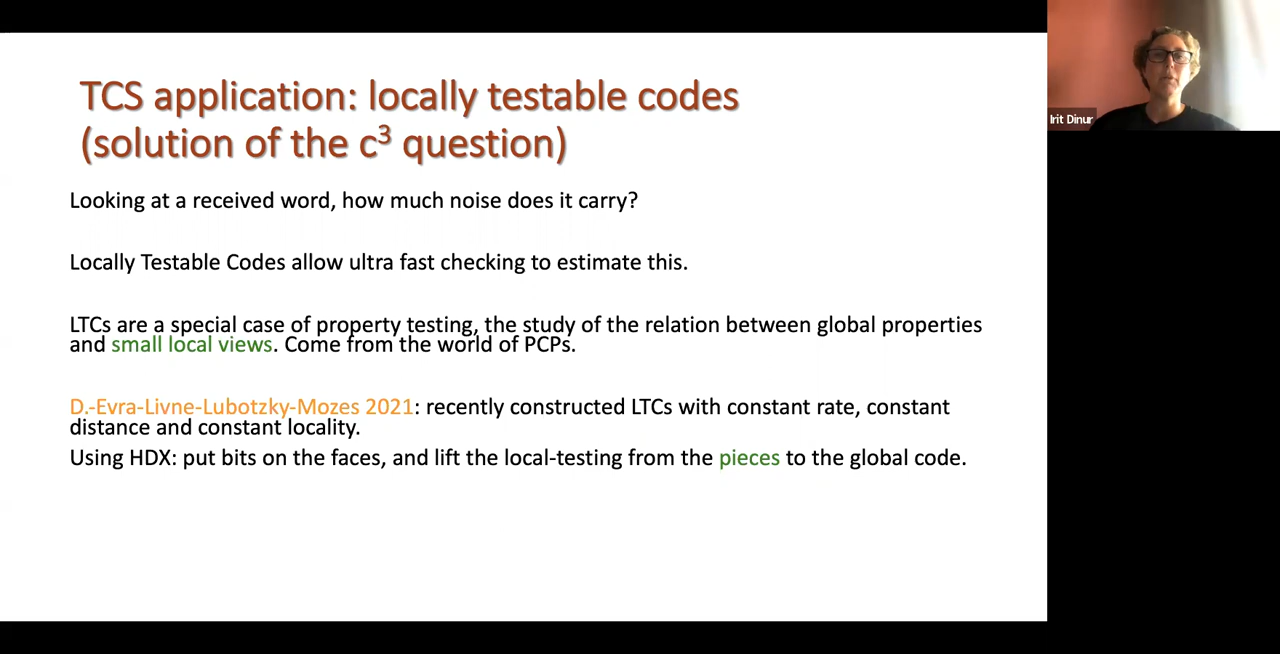 TCS application: locally testable codes
(solution of the c³ question)
Irit Dinur
Looking at a received word, how much noise does it carry?
Locally Testable Codes allow ultra fast checking to estimate this.
LTCs are a special case of property testing, the study of the relation between global properties
and small local views. Come from the world of PCPs.
D.-Evra-Livne-Lubotzky-Mozes 2021: recently constructed LTCs with constant rate, constant
distance and constant locality.
Using HDX: put bits on the faces, and lift the local-testing from the pieces to the global code.